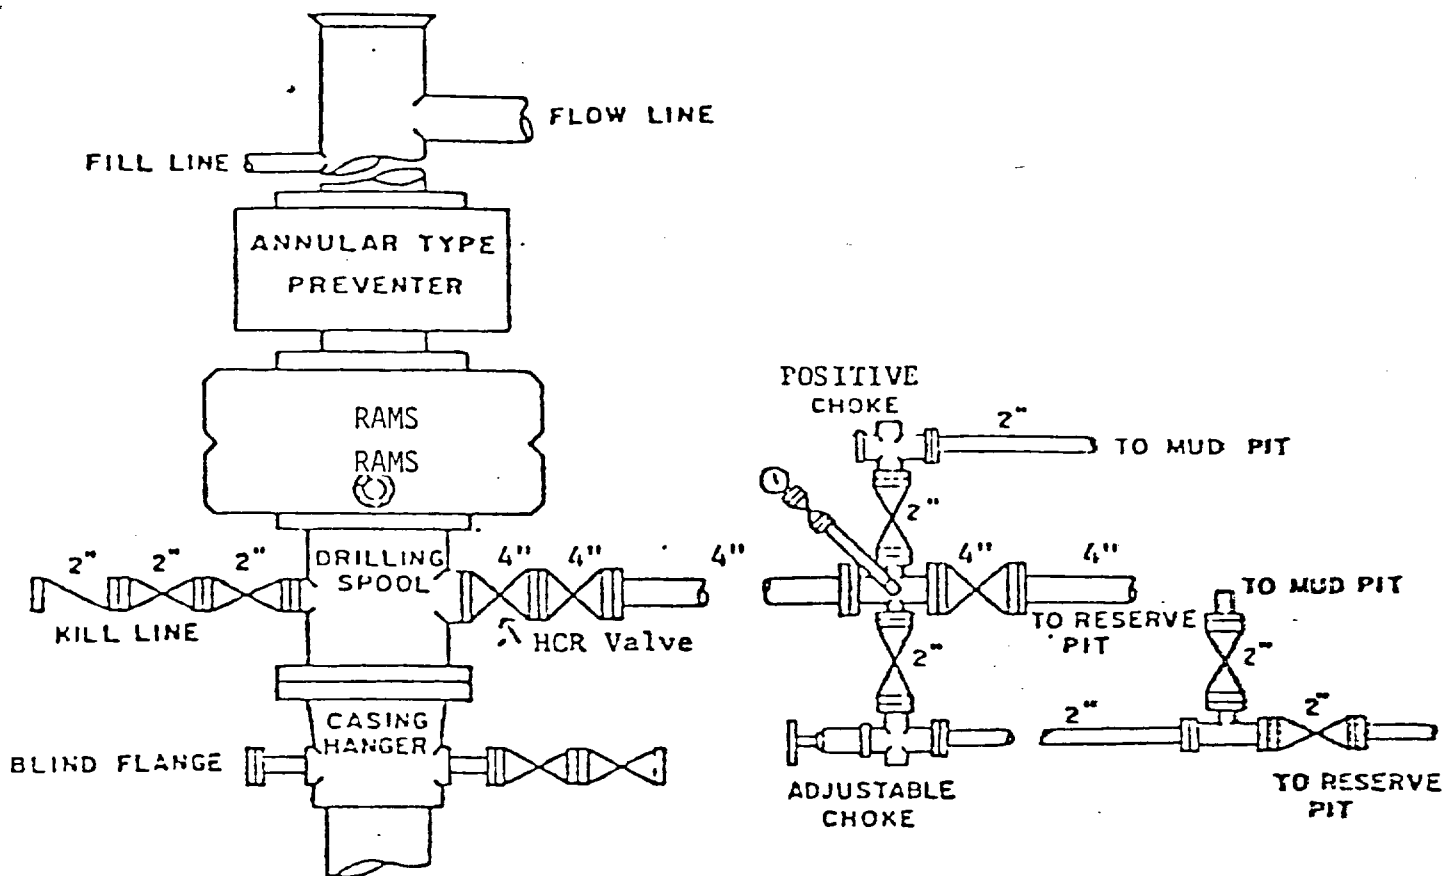 FLOW LINE
FILL LINE
ANNULAR TYPE
PREVENTER
RAMS
RAMS
POSITIVE
CHOKE
2"
TO MUD PIT
2"
2"
2"
2"
DRILLING
SPOOL
4"
4"
4"
4"
4"
KILL LINE
HCR Valve
TO RESERVE
PIT
TO MUD PIT
2"
2"
CASING
HANGER
2"
2"
BLIND FLANGE
ADJUSTABLE
CHOKE
TO RESERVE
PIT